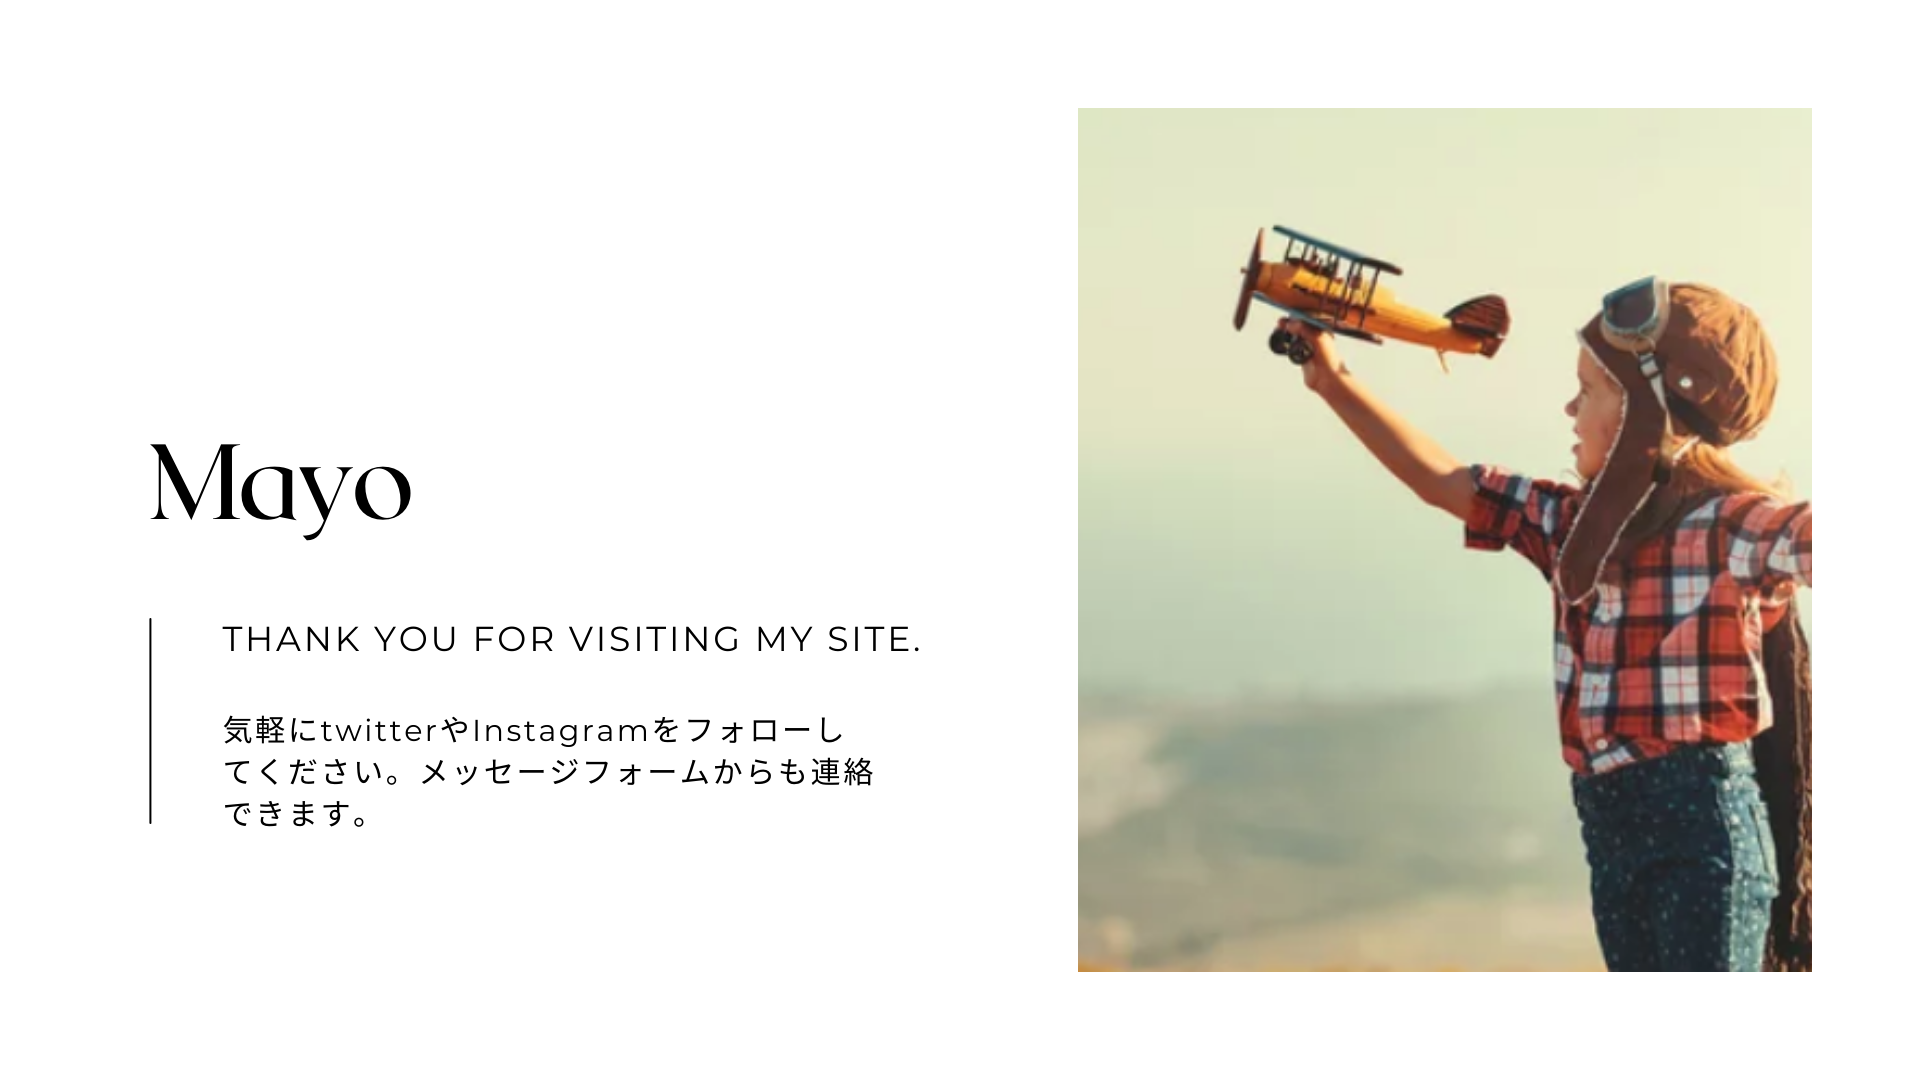 Mayo
THANK YOU FOR VISITING MY SITE.
気軽にtwitterやInstagramをフォローし
てください。メッセージフォームからも連絡
できます。